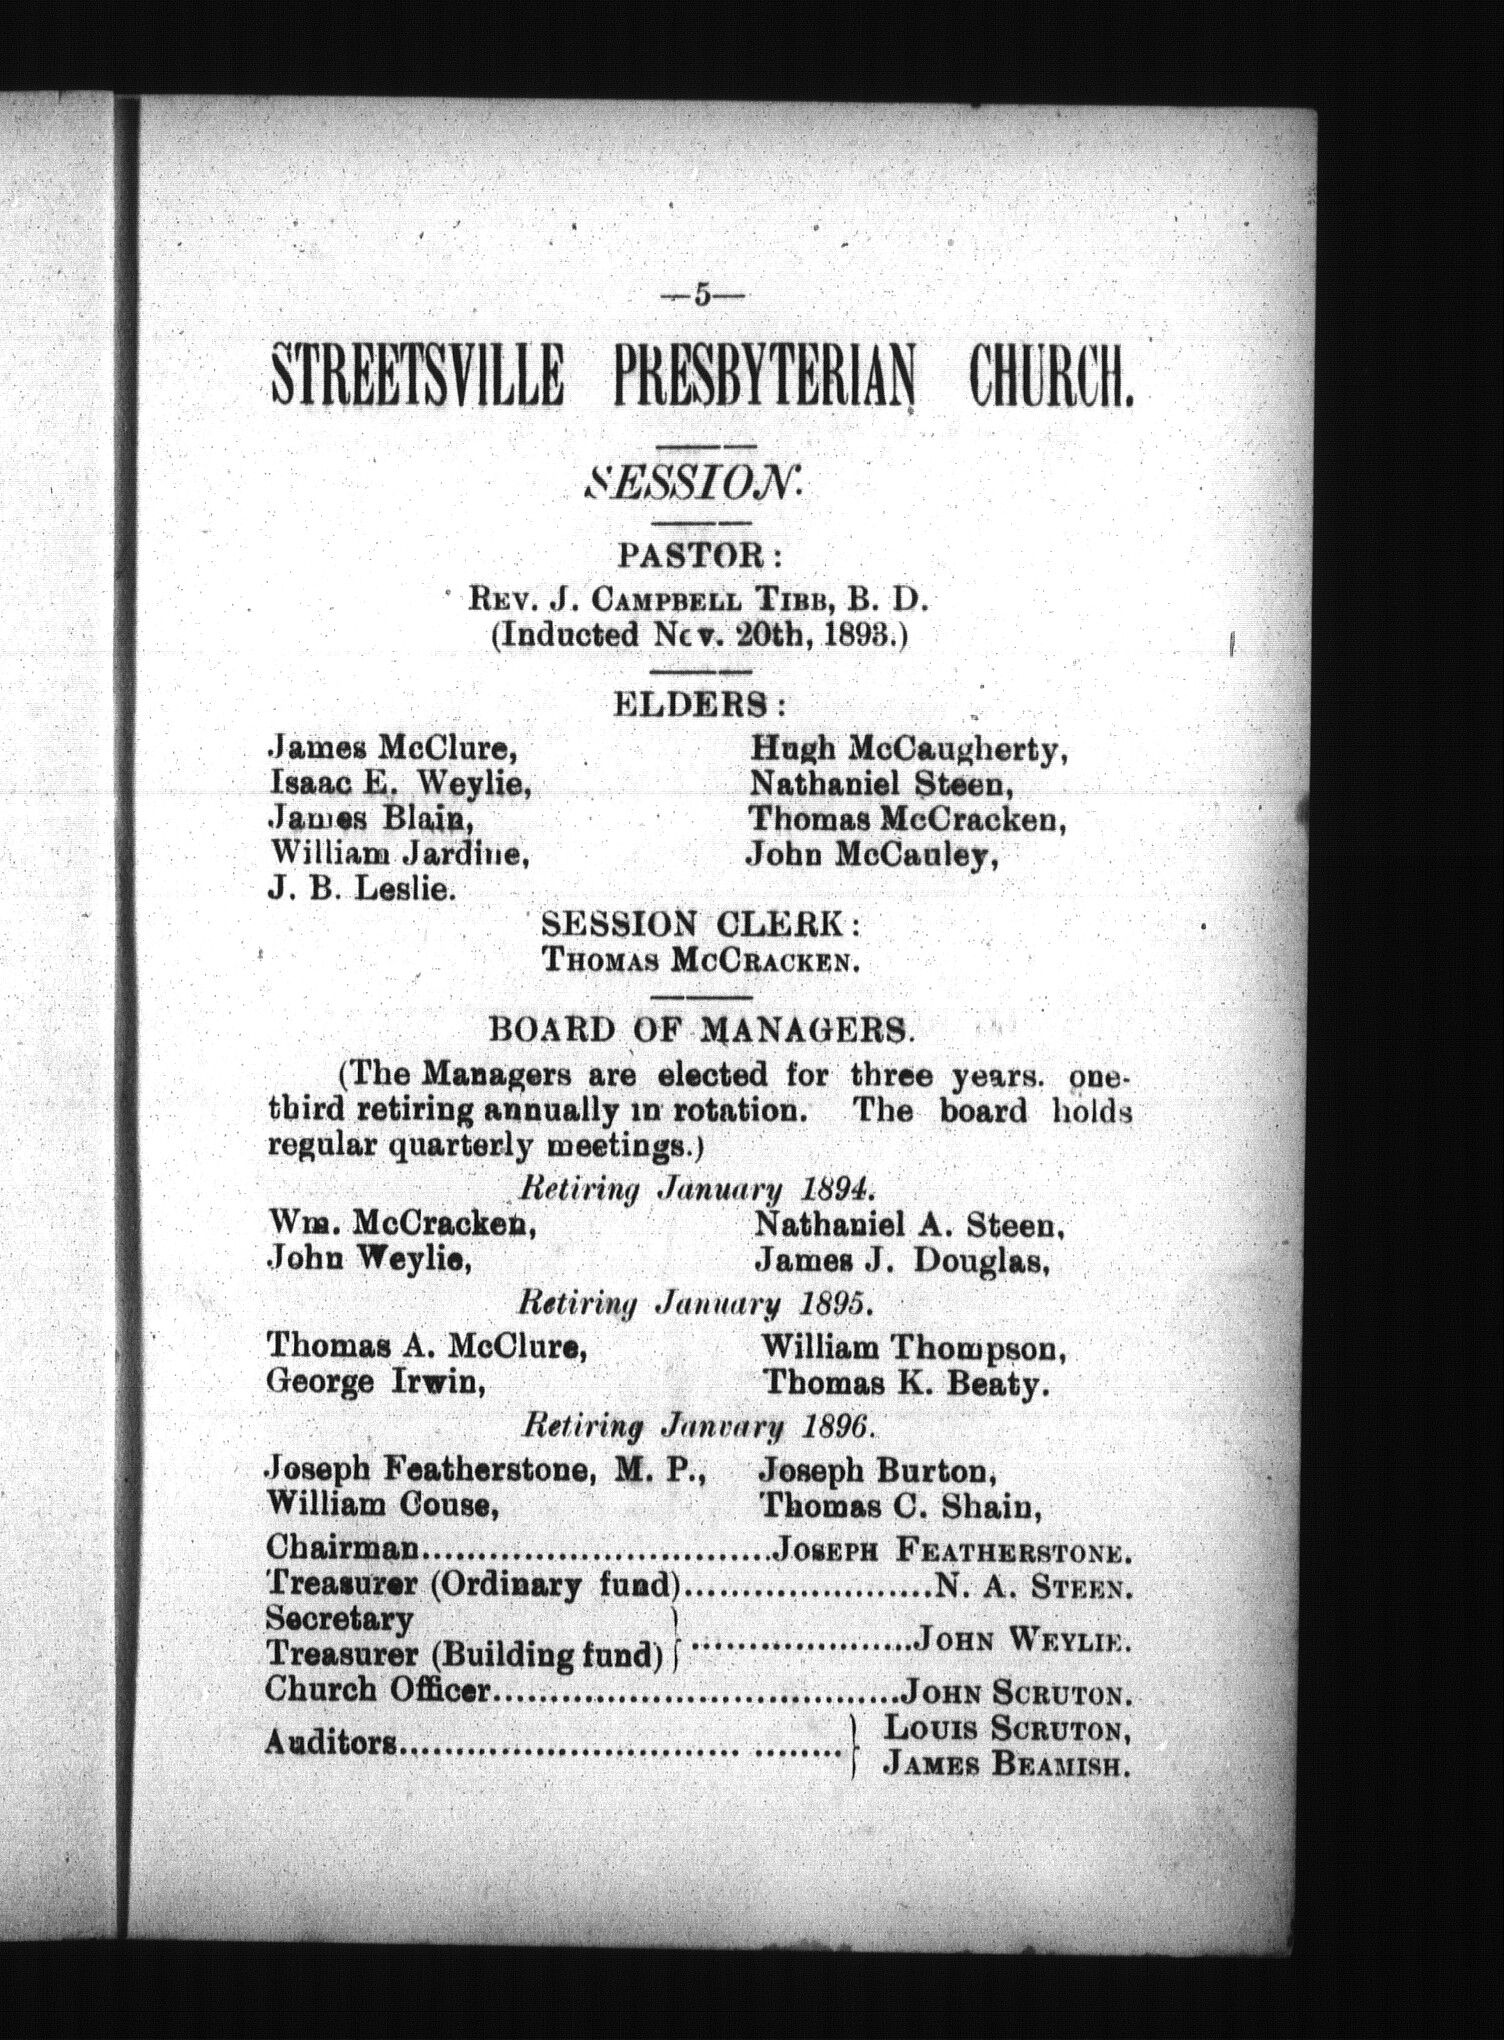 —5—
STREETSVILLE PRESBYTERIAN CHURCH.
SESSION.
PASTOR:
REV. J. CAMPBELL TIBB, B. D.
(Inducted Nov. 20th, 1893.)
ELDERS:
James McClure, Hugh McCaugherty,
Isaac E. Weylie, Nathaniel Steen,
James Blain, Thomas McCracken,
William Jardine, John McCauley,
J. B. Leslie.
SESSION CLERK:
THOMAS MCCRACKEN.
BOARD OF MANAGERS.
(The Managers are elected for three years. one-
third retiring annually in rotation. The board holds
regular quarterly meetings.)
Retiring January 1894.
Wm. McCracken, Nathaniel A. Steen,
John Weylie, James J. Douglas,
Retiring January 1895.
Thomas A. McClure, William Thompson,
George Irwin, Thomas K. Beaty.
Retiring January 1896.
Joseph Featherstone, M. P., Joseph Burton,
William Couse, Thomas C. Shain,
Chairman..............................JOSEPH FEATHERSTONE.
Treasurer (Ordinary fund)......................N. A. STEEN.
Secretary
Treasurer (Building fund) } ....................JOHN WEYLIE.
Church Officer....................................JOHN SCRUTON.
Auditors...................................... } LOUIS SCRUTON,
JAMES BEAMISH.